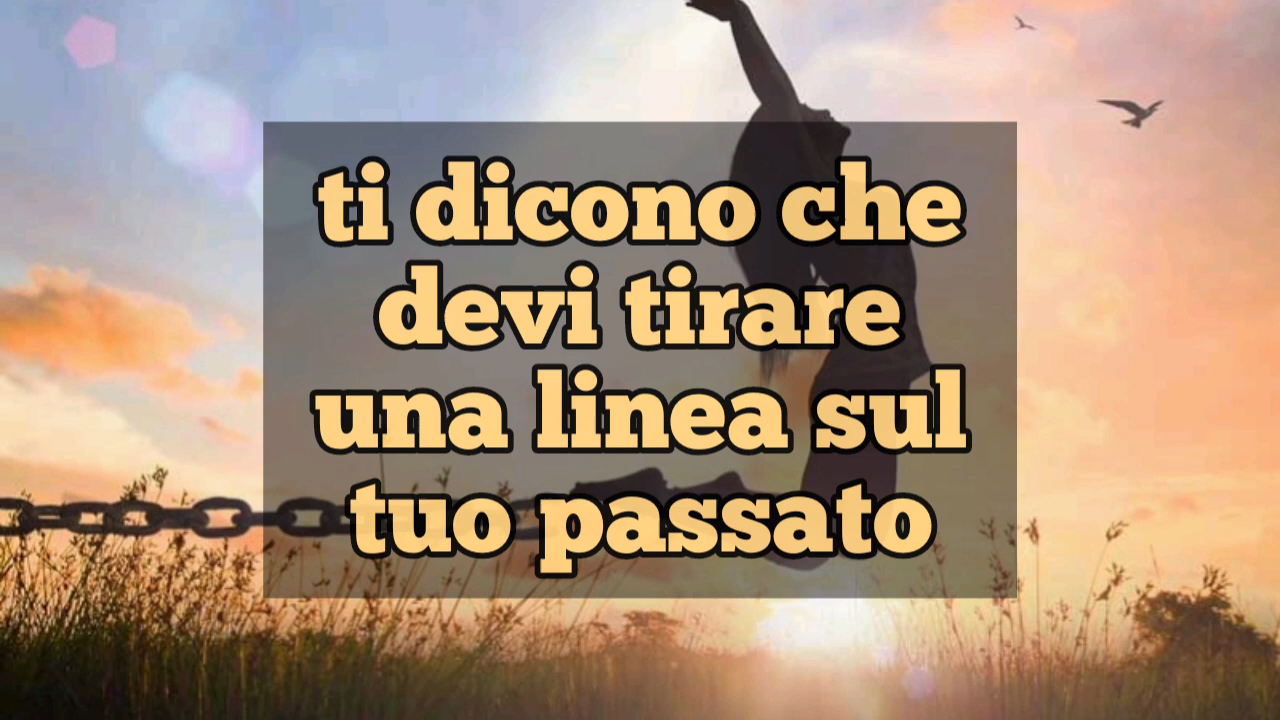 ti dicono che
devi tirare
una linea sul
tuo passato